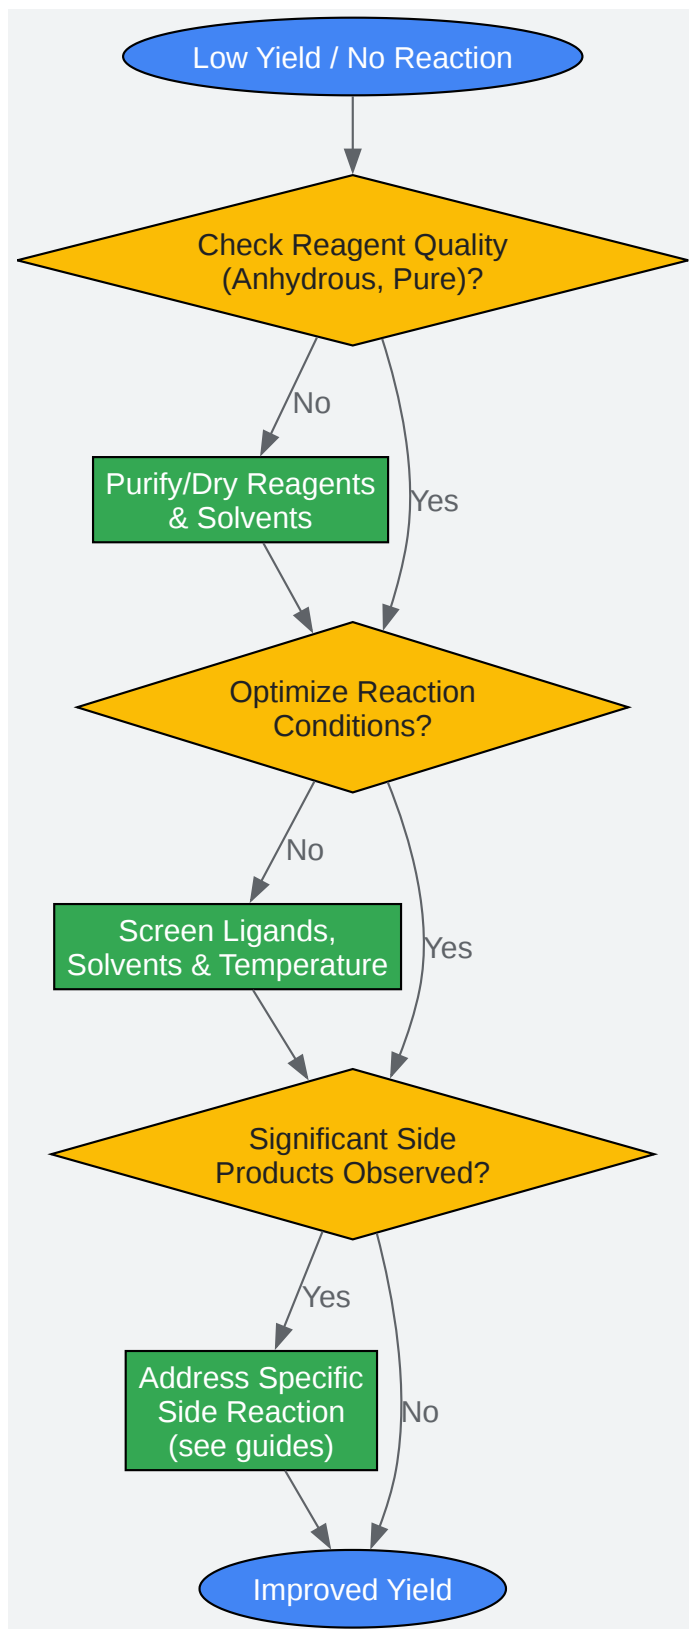 Low Yield / No Reaction
Check Reagent Quality
(Anhydrous, Pure)?
No
Purify/Dry Reagents
& Solvents
Yes
Optimize Reaction
Conditions?
No
Screen Ligands,
Solvents & Temperature
Yes
Significant Side
Products Observed?
Yes
Address Specific
Side Reaction
(see guides)
No
Improved Yield